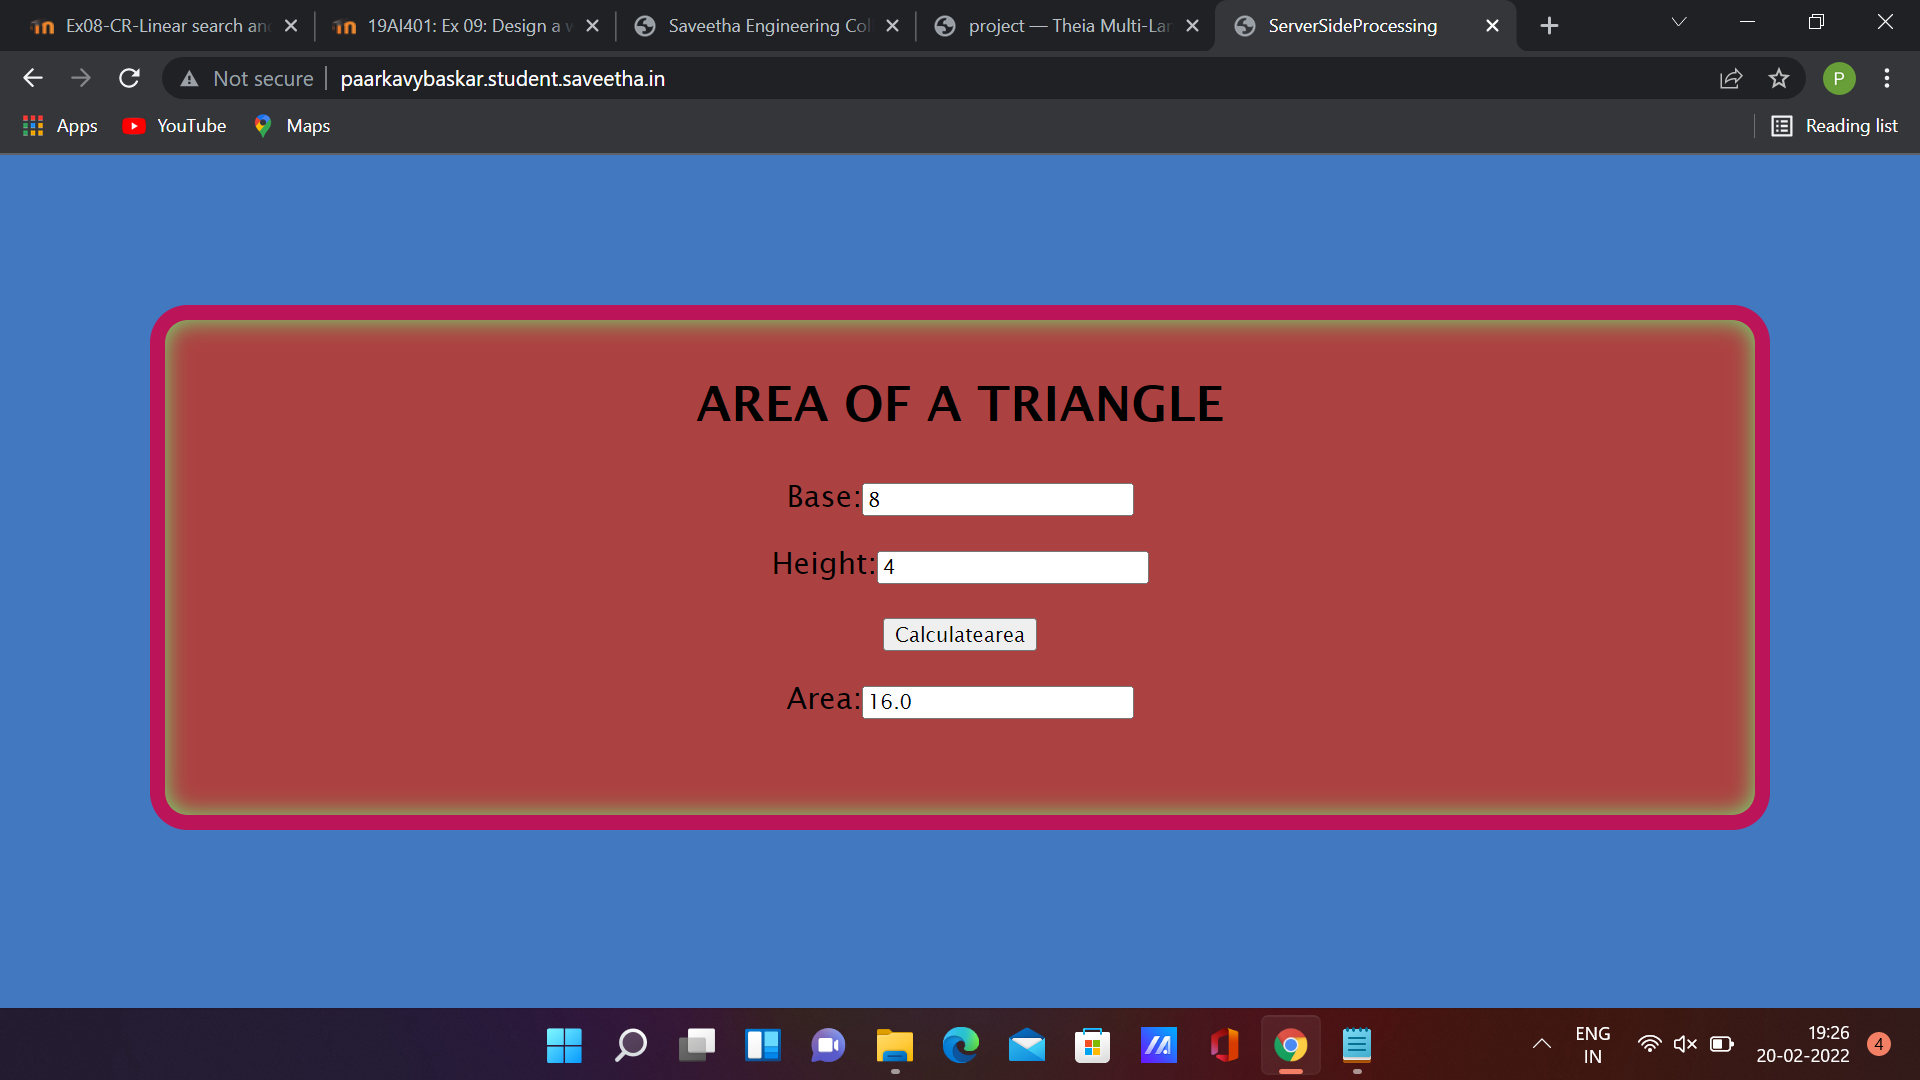 Ex08-CR-Linear search an
19AI401: Ex 09: Design a w
Saveetha Engineering Col
project — Theia Multi-Lan
ServerSideProcessing
Not secure
paarkavybaskar.student.saveetha.in
P
Apps
YouTube
Maps
Reading list
AREA OF A TRIANGLE
Base: 8
Height: 4
Calculatearea
Area: 16.0
ENG
IN
19:26
20-02-2022
4